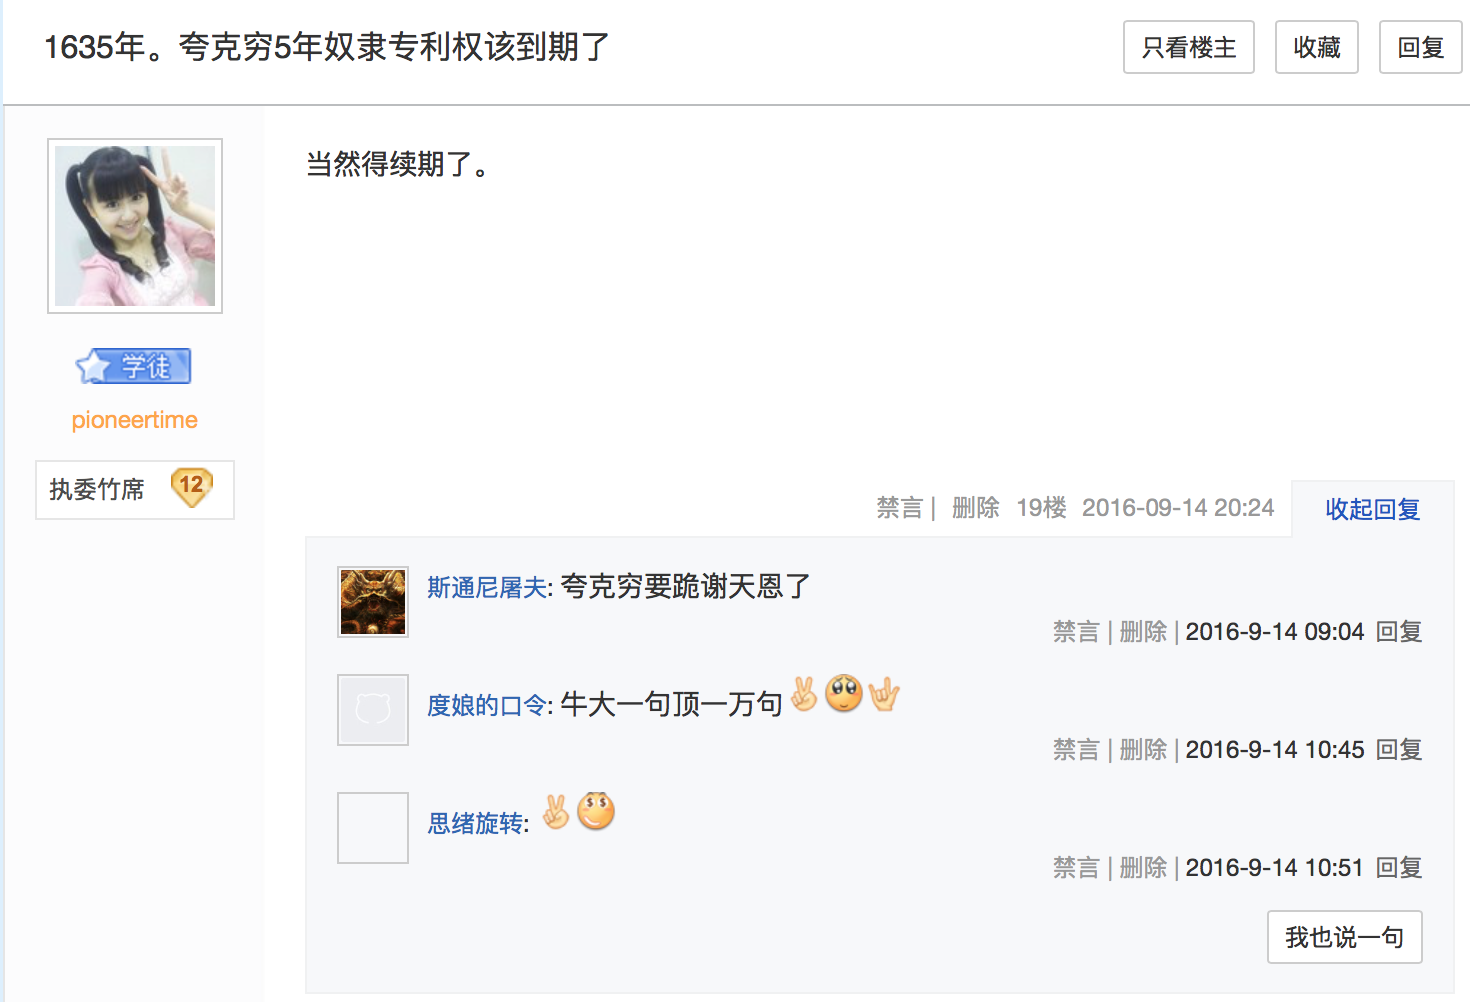 1635年。夸克穷5年奴隶专利权该到期了
只看楼主 收藏 回复
当然得续期了。
学徒
pioneertime
执委竹席 12
禁言 | 删除 19楼 2016-09-14 20:24 收起回复
斯通尼屠夫: 夸克穷要跪谢天恩了
禁言 | 删除 | 2016-9-14 09:04 回复
度娘的口令: 牛大一句顶一万句
禁言 | 删除 | 2016-9-14 10:45 回复
思绪旋转:
禁言 | 删除 | 2016-9-14 10:51 回复
我也说一句